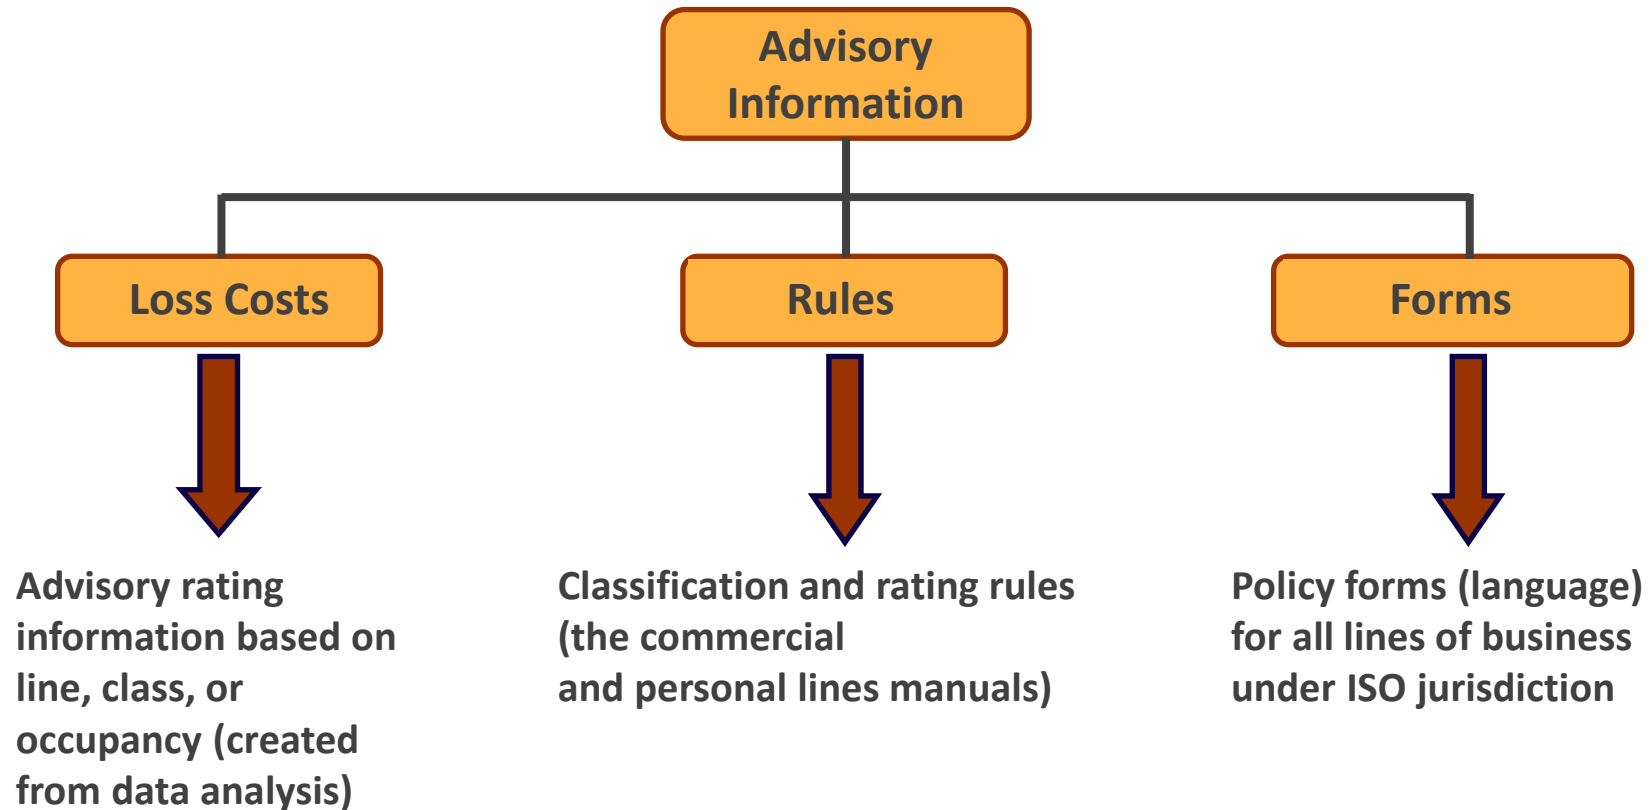 Advisory
Information
Loss Costs
Rules
Forms
Advisory rating
information based on
line, class, or
occupancy (created
from data analysis)
Classification and rating rules
(the commercial
and personal lines manuals)
Policy forms (language)
for all lines of business
under ISO jurisdiction